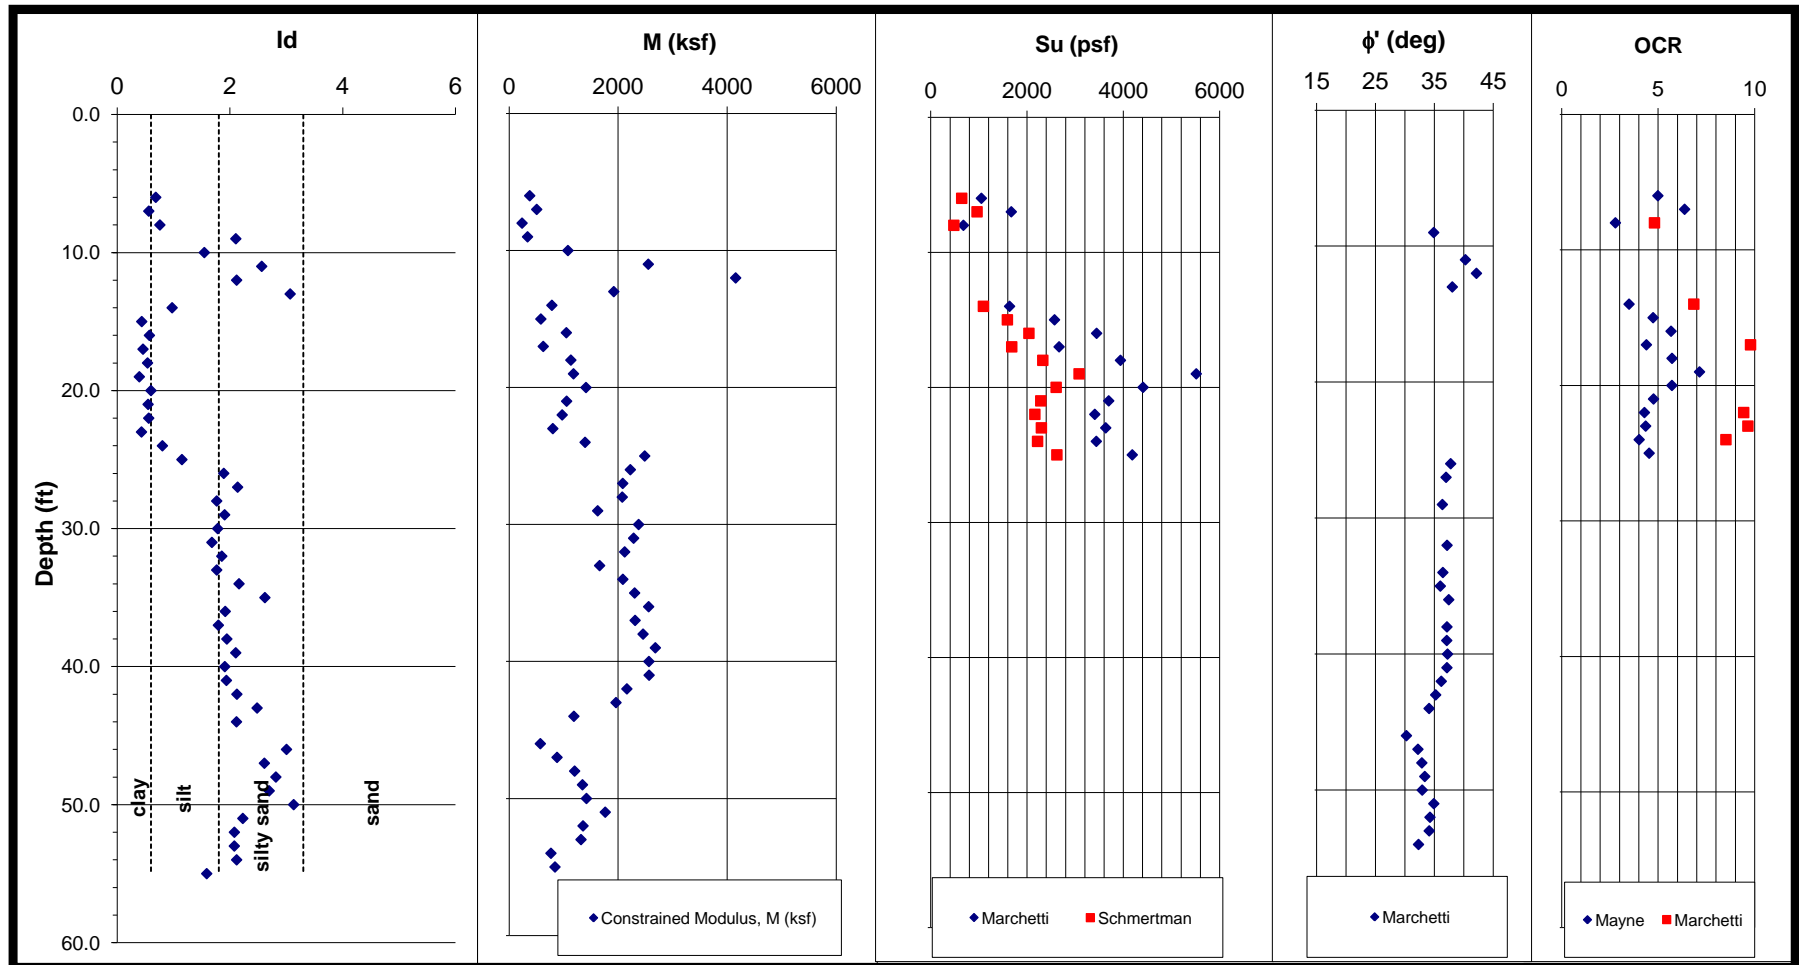 Id
M (ksf)
Su (psf)
ϕ' (deg)
OCR
0 2 4 6
0 2000 4000 6000
0 2000 4000 6000
15 25 35 45
0 5 10
Depth (ft)
0.0
10.0
20.0
30.0
40.0
50.0
60.0
clay
silt
silty sand
sand
Constrained Modulus, M (ksf)
Marchetti Schmertman
Marchetti
Mayne Marchetti